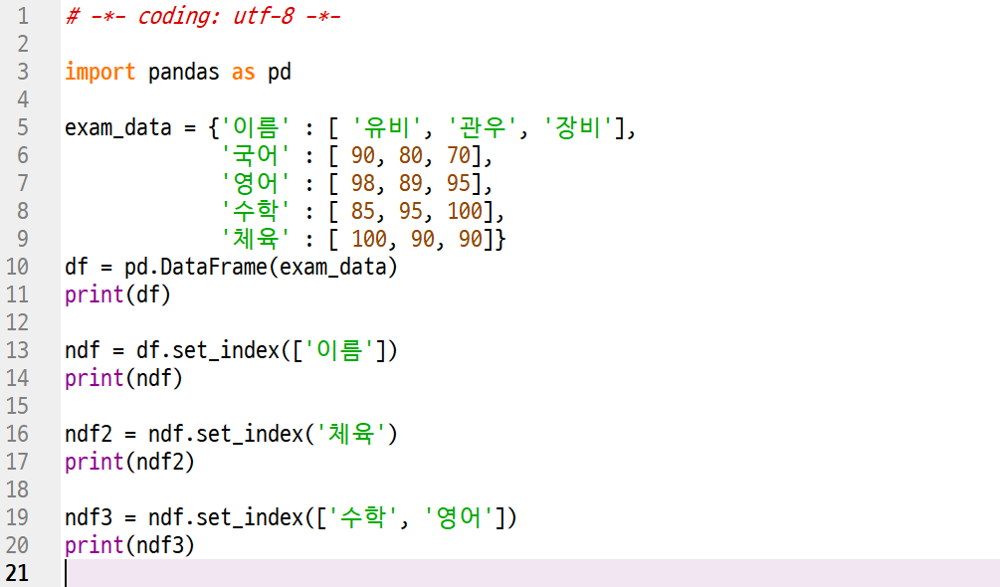 1 # -*- coding: utf-8 -*-
2
3 import pandas as pd
4
5 exam_data = {'이름' : [ '유비', '관우', '장비'],
6 '국어' : [ 90, 80, 70],
7 '영어' : [ 98, 89, 95],
8 '수학' : [ 85, 95, 100],
9 '체육' : [ 100, 90, 90]}
10 df = pd.DataFrame(exam_data)
11 print(df)
12
13 ndf = df.set_index(['이름'])
14 print(ndf)
15
16 ndf2 = ndf.set_index('체육')
17 print(ndf2)
18
19 ndf3 = ndf.set_index(['수학', '영어'])
20 print(ndf3)
21